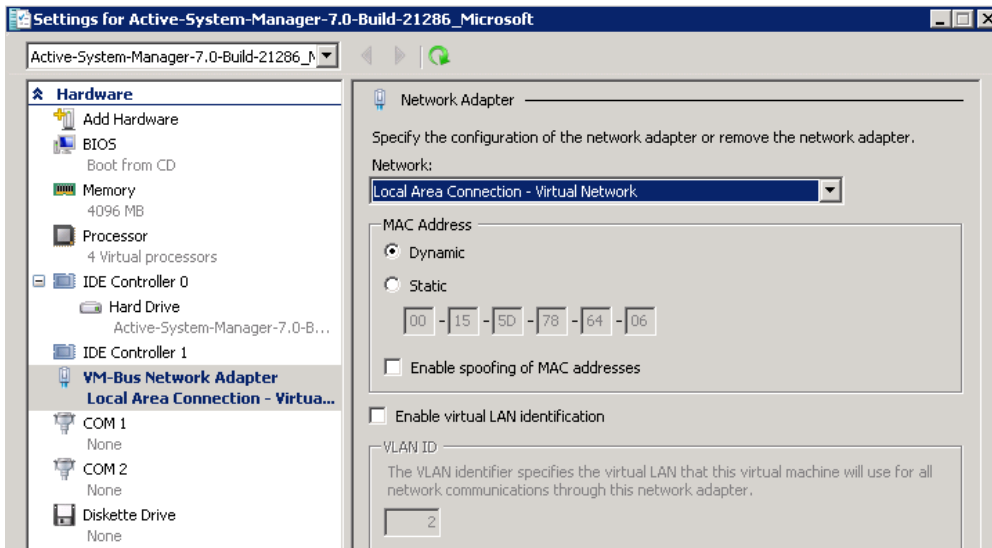 Settings for Active-System-Manager-7.0-Build-21286_Microsoft
Active-System-Manager-7.0-Build-21286_M
Hardware
Add Hardware
BIOS
Boot from CD
Memory
4096 MB
Processor
4 Virtual processors
IDE Controller 0
Hard Drive
Active-System-Manager-7.0-B...
IDE Controller 1
VM-Bus Network Adapter
Local Area Connection - Virtua...
COM 1
None
COM 2
None
Diskette Drive
None
Network Adapter
Specify the configuration of the network adapter or remove the network adapter.
Network:
Local Area Connection - Virtual Network
MAC Address
Dynamic
Static
00 - 15 - 5D - 78 - 64 - 06
Enable spoofing of MAC addresses
Enable virtual LAN identification
VLAN ID
The VLAN identifier specifies the virtual LAN that this virtual machine will use for all
network communications through this network adapter.
2